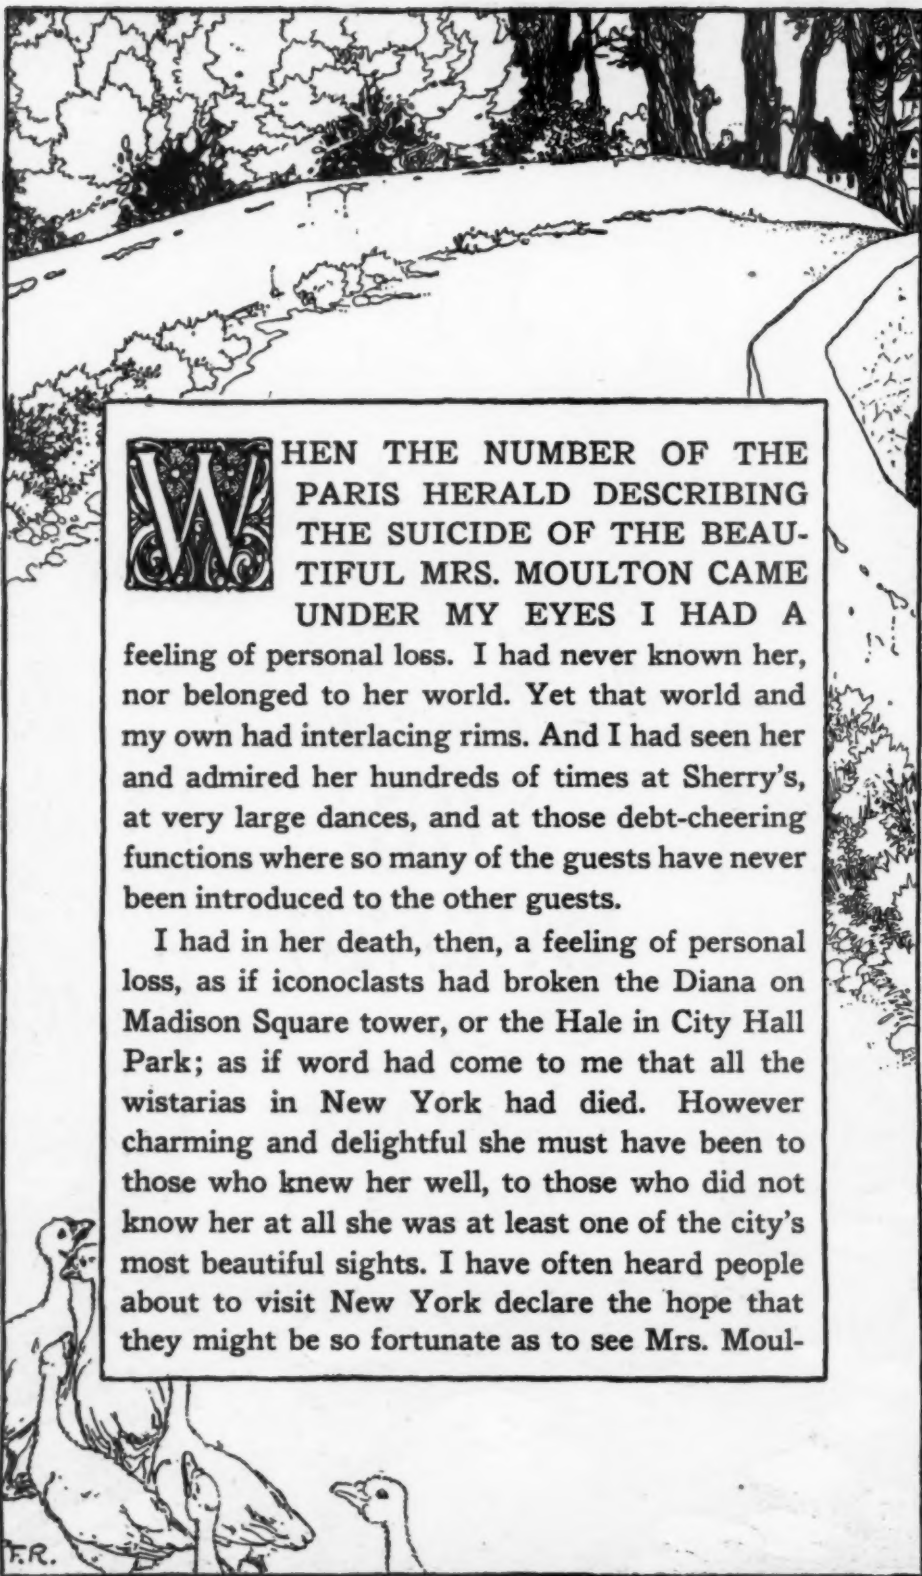 WHEN THE NUMBER OF THE
PARIS HERALD DESCRIBING
THE SUICIDE OF THE BEAU-
TIFUL MRS. MOULTON CAME
UNDER MY EYES I HAD A
feeling of personal loss. I had never known her,
nor belonged to her world. Yet that world and
my own had interlacing rims. And I had seen her
and admired her hundreds of times at Sherry's,
at very large dances, and at those debt-cheering
functions where so many of the guests have never
been introduced to the other guests.
I had in her death, then, a feeling of personal
loss, as if iconoclasts had broken the Diana on
Madison Square tower, or the Hale in City Hall
Park; as if word had come to me that all the
wistarias in New York had died. However
charming and delightful she must have been to
those who knew her well, to those who did not
know her at all she was at least one of the city's
most beautiful sights. I have often heard people
about to visit New York declare the hope that
they might be so fortunate as to see Mrs. Moul-
F.R.